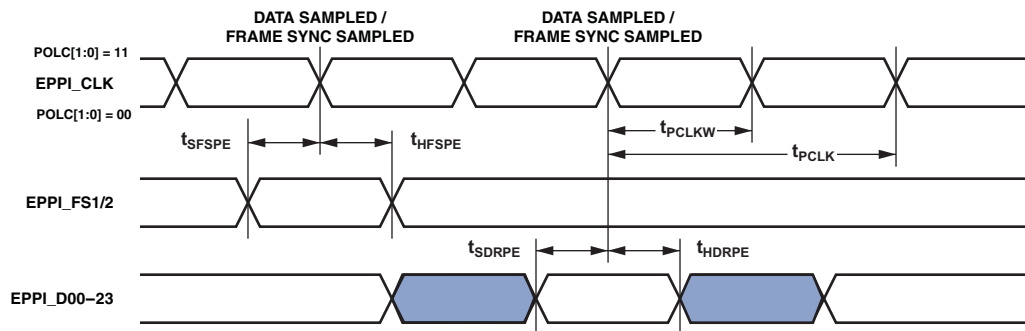 DATA SAMPLED /
FRAME SYNC SAMPLED
DATA SAMPLED /
FRAME SYNC SAMPLED
POLC[1:0] = 11
EPPI_CLK
POLC[1:0] = 00
tSFSPE
tHFSPE
tPCLKW
tPCLK
EPPI_FS1/2
tSDRPE
tHDRPE
EPPI_D00–23